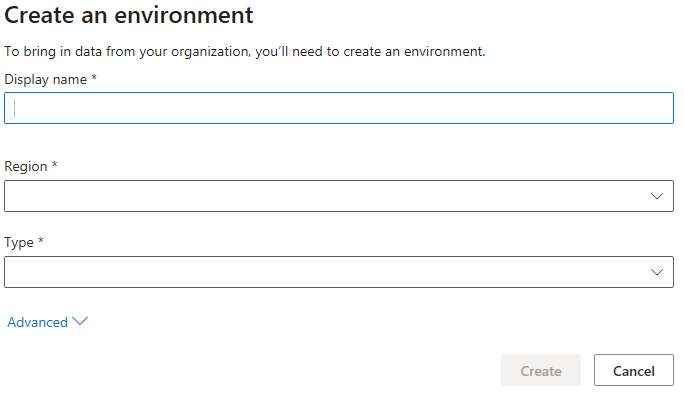 Create an environment
To bring in data from your organization, you’ll need to create an environment.
Display name *
Region *
Type *
Advanced
Create
Cancel